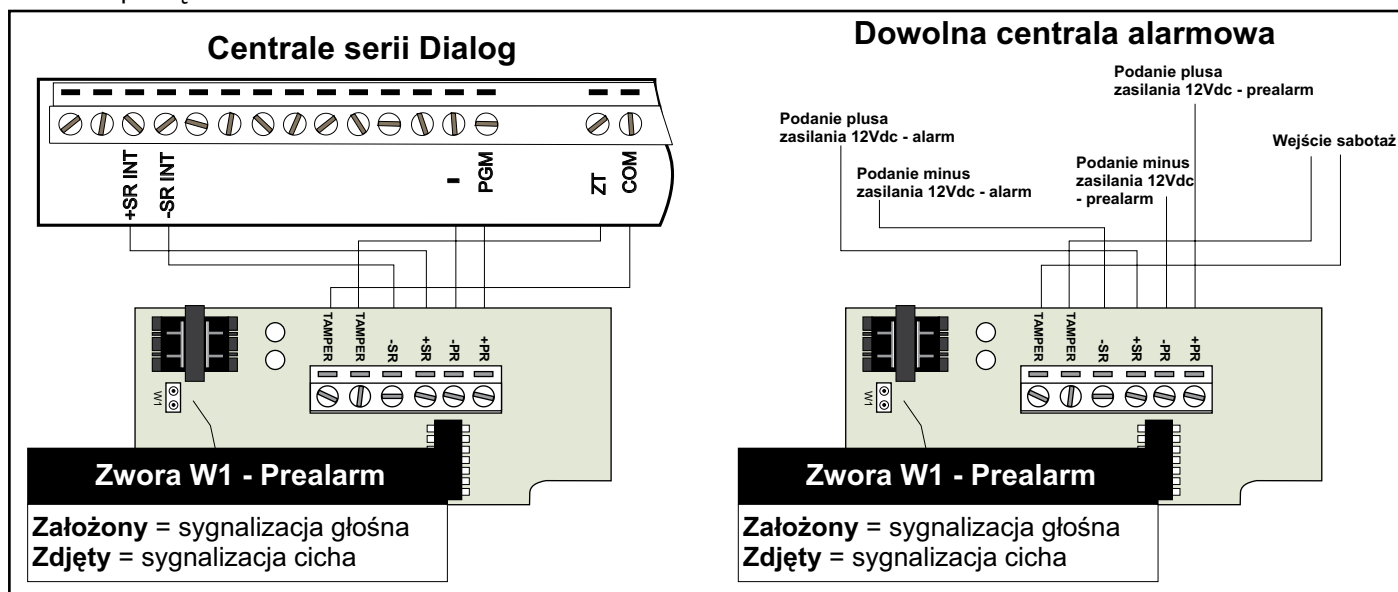 Centrale serii Dialog
+SR INT
-SR INT
-
PGM
ZT
COM
TAMPER
TAMPER
-SR
+SR
-PR
+PR
W1
Zwora W1 - Prealarm
Założony = sygnalizacja głośna
Zdjęty = sygnalizacja cicha
Dowolna centrala alarmowa
Podanie plusa
zasilania 12Vdc - prealarm
Podanie plusa
zasilania 12Vdc - alarm
Wejście sabotaż
Podanie minus
zasilania 12Vdc - alarm
Podanie minus
zasilania 12Vdc
- prealarm
TAMPER
TAMPER
-SR
+SR
-PR
+PR
W1
Zwora W1 - Prealarm
Założony = sygnalizacja głośna
Zdjęty = sygnalizacja cicha